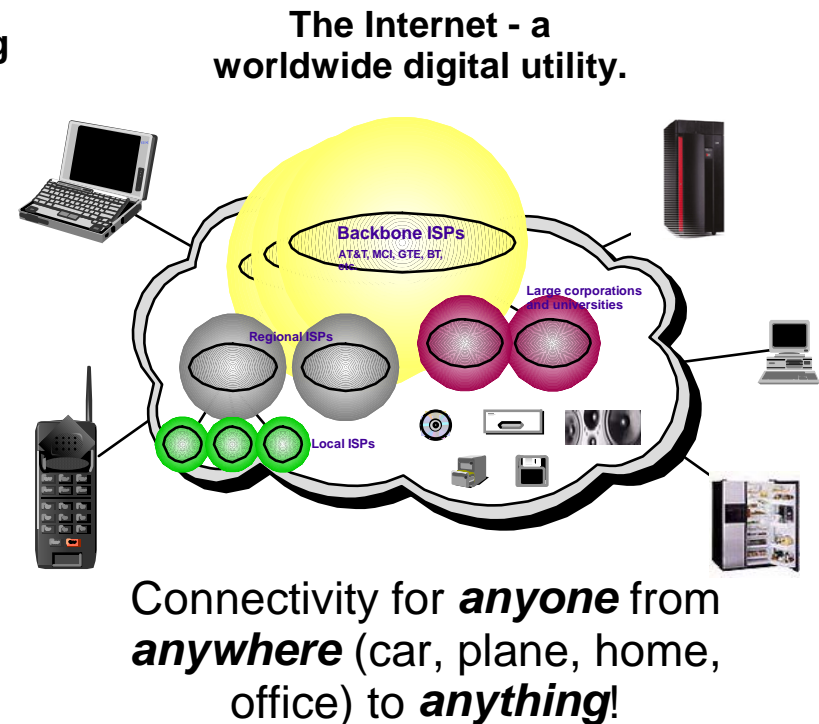 The Internet - a
worldwide digital utility.
Backbone ISPs
AT&T, MCI, GTE, BT,
etc.
Large corporations
and universities
Regional ISPs
Local ISPs
Connectivity for anyone from
anywhere (car, plane, home,
office) to anything!